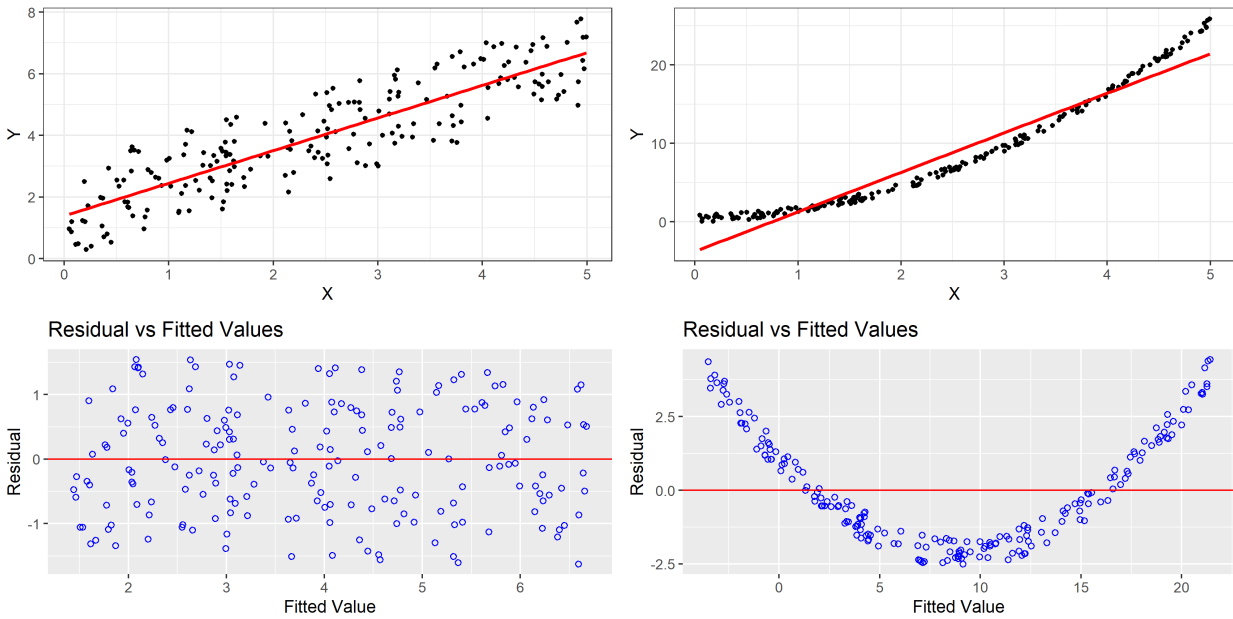 8
6
4
2
0
Y
0 1 2 3 4 5
X
20
10
0
Y
0 1 2 3 4 5
X
Residual vs Fitted Values
1
0
-1
Residual
2 3 4 5 6
Fitted Value
Residual vs Fitted Values
2.5
0.0
-2.5
Residual
0 5 10 15 20
Fitted Value